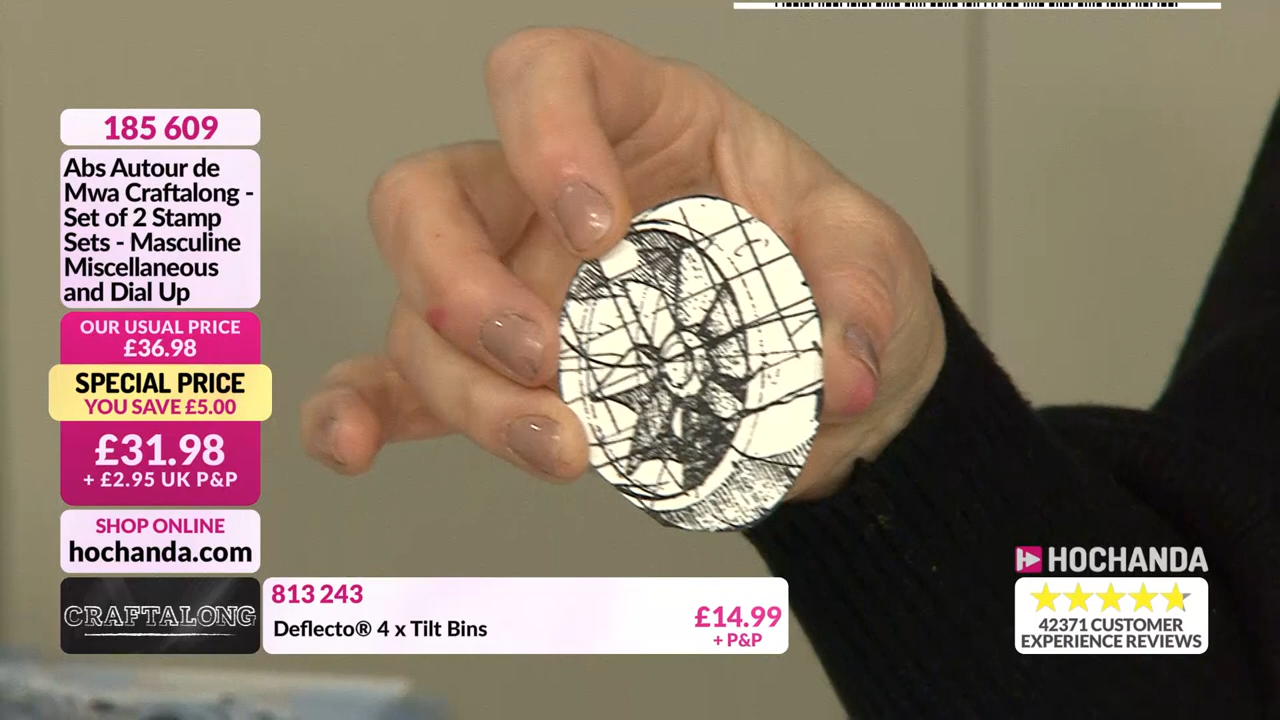 185 609
Abs Autour de
Mwa Craftalong -
Set of 2 Stamp
Sets - Masculine
Miscellaneous
and Dial Up
OUR USUAL PRICE
£36.98
SPECIAL PRICE
YOU SAVE £5.00
£31.98
+ £2.95 UK P&P
SHOP ONLINE
hochanda.com
CRAFTALONG
813 243
Deflecto® 4 x Tilt Bins
£14.99
+ P&P
HOCHANDA
42371 CUSTOMER
EXPERIENCE REVIEWS